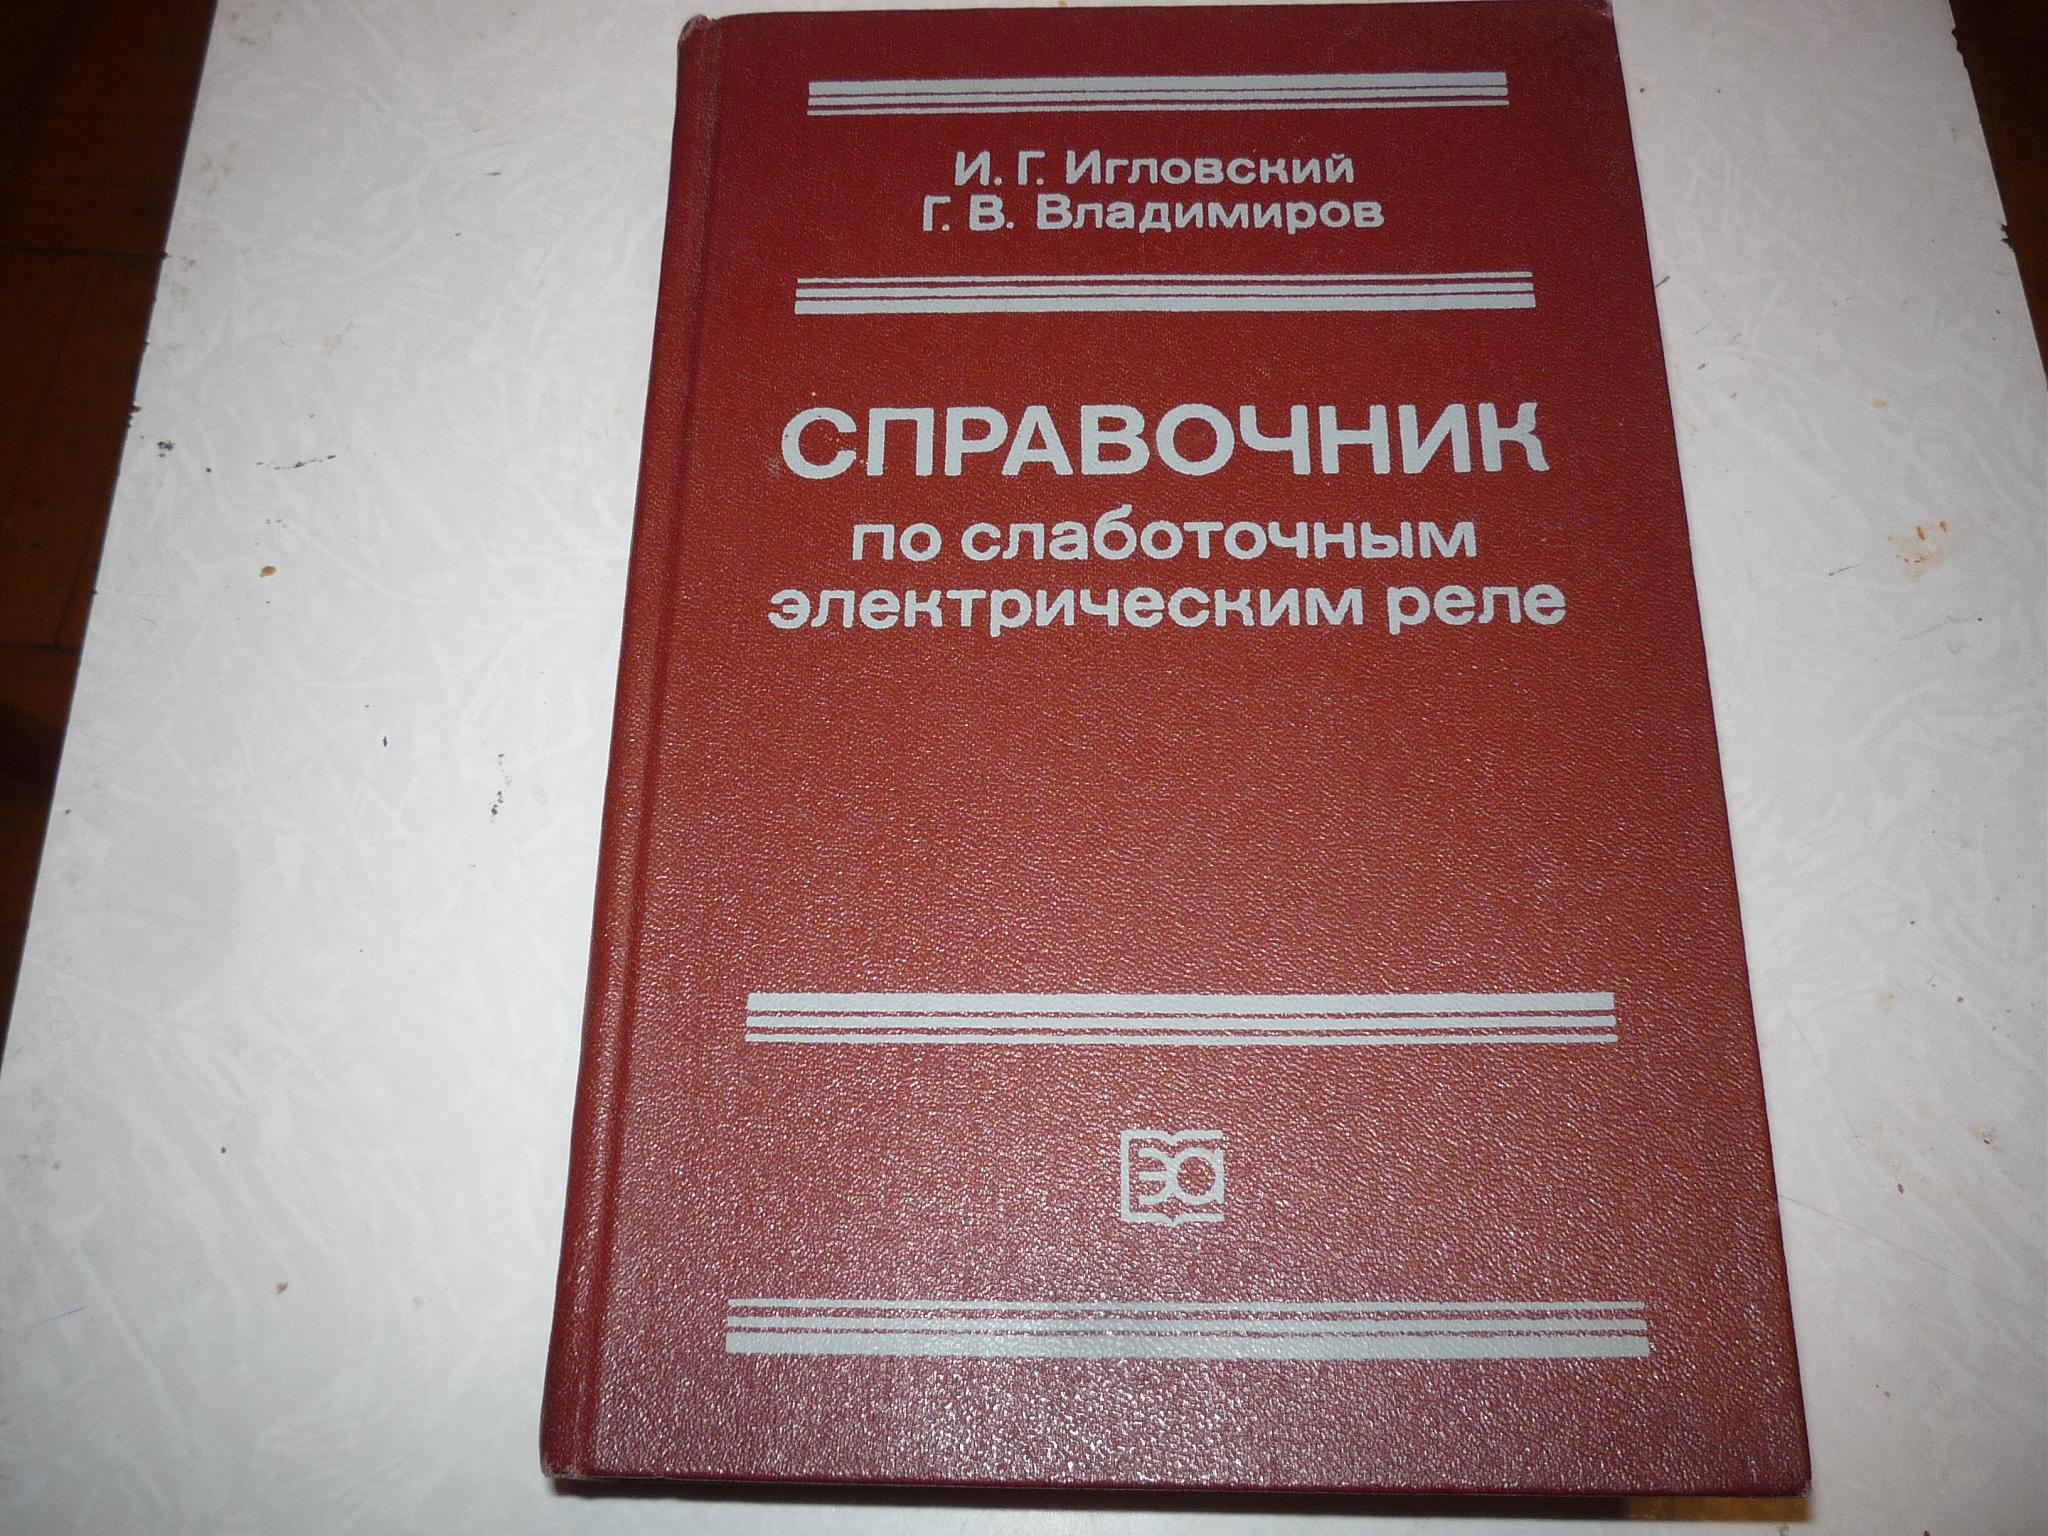 И. Г. Игловский
Г. В. Владимиров
СПРАВОЧНИК
по слаботочным
электрическим реле